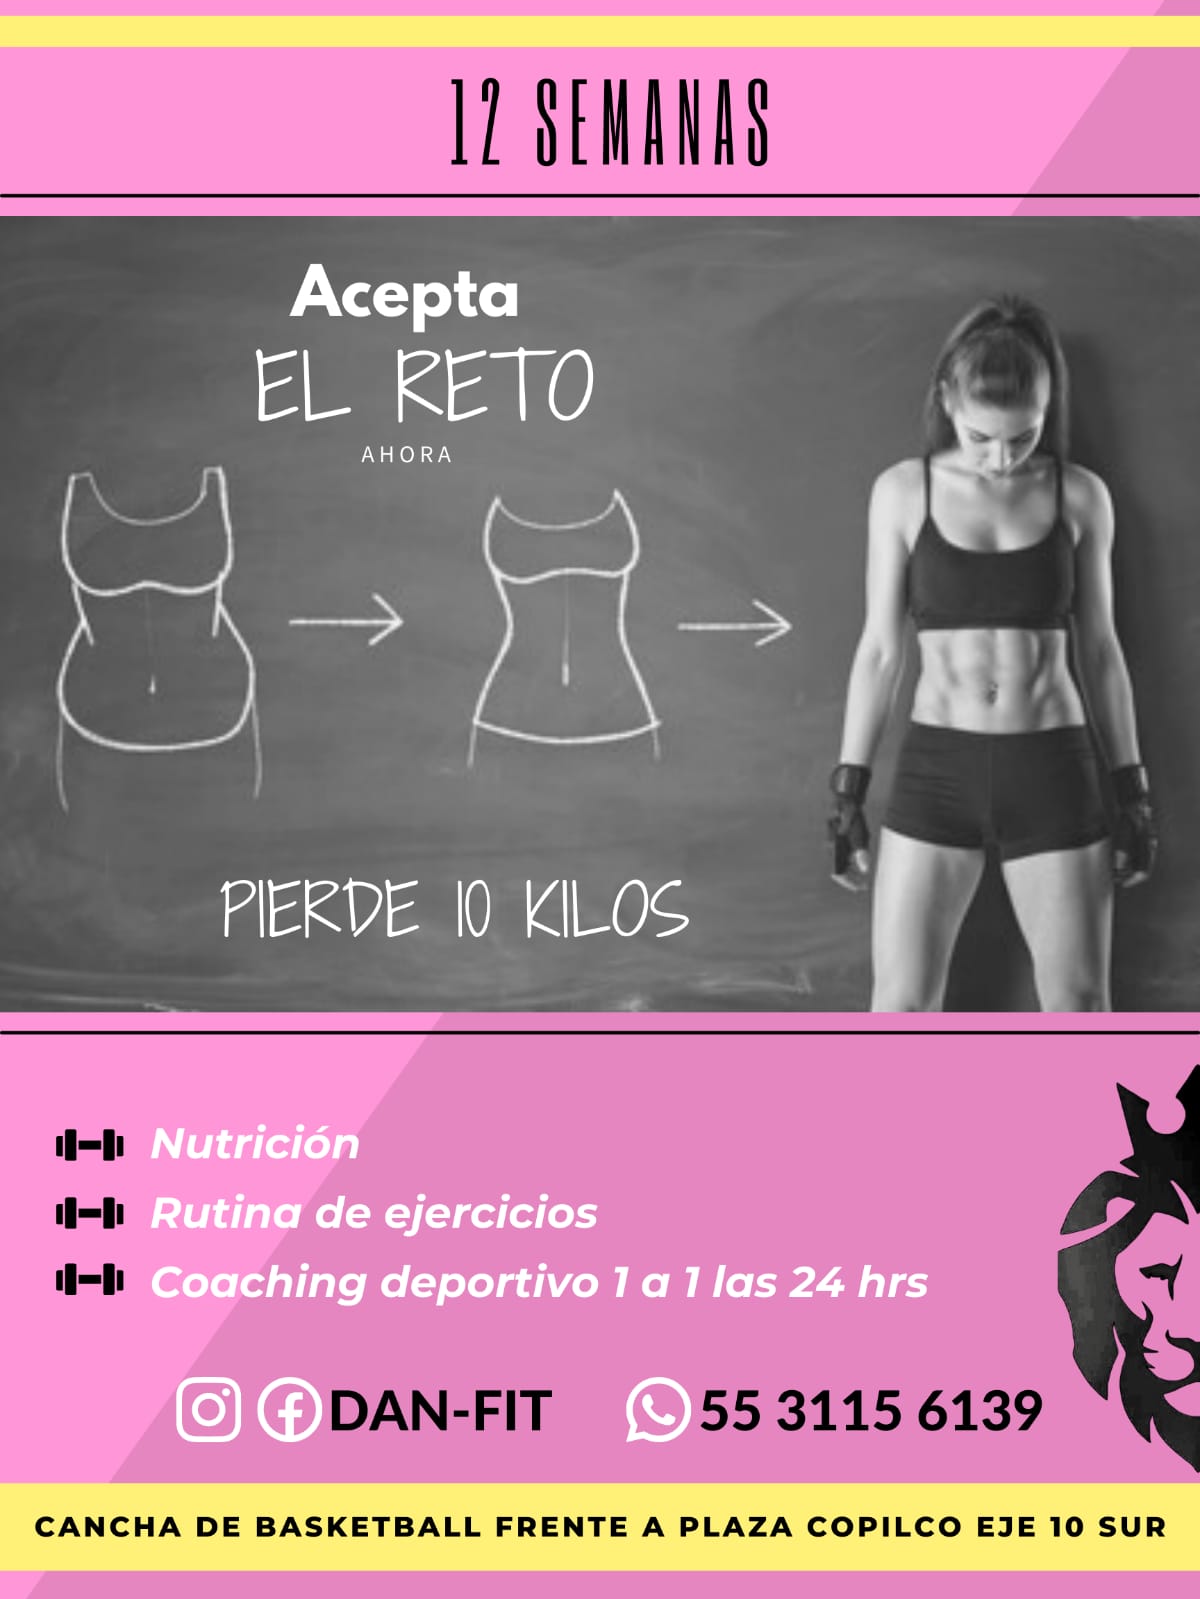 12 SEMANAS
Acepta
EL RETO
AHORA
PIERDE 10 KILOS
Nutrición
Rutina de ejercicios
Coaching deportivo 1 a 1 las 24 hrs
DAN-FIT 55 3115 6139
CANCHA DE BASKETBALL FRENTE A PLAZA COPILCO EJE 10 SUR